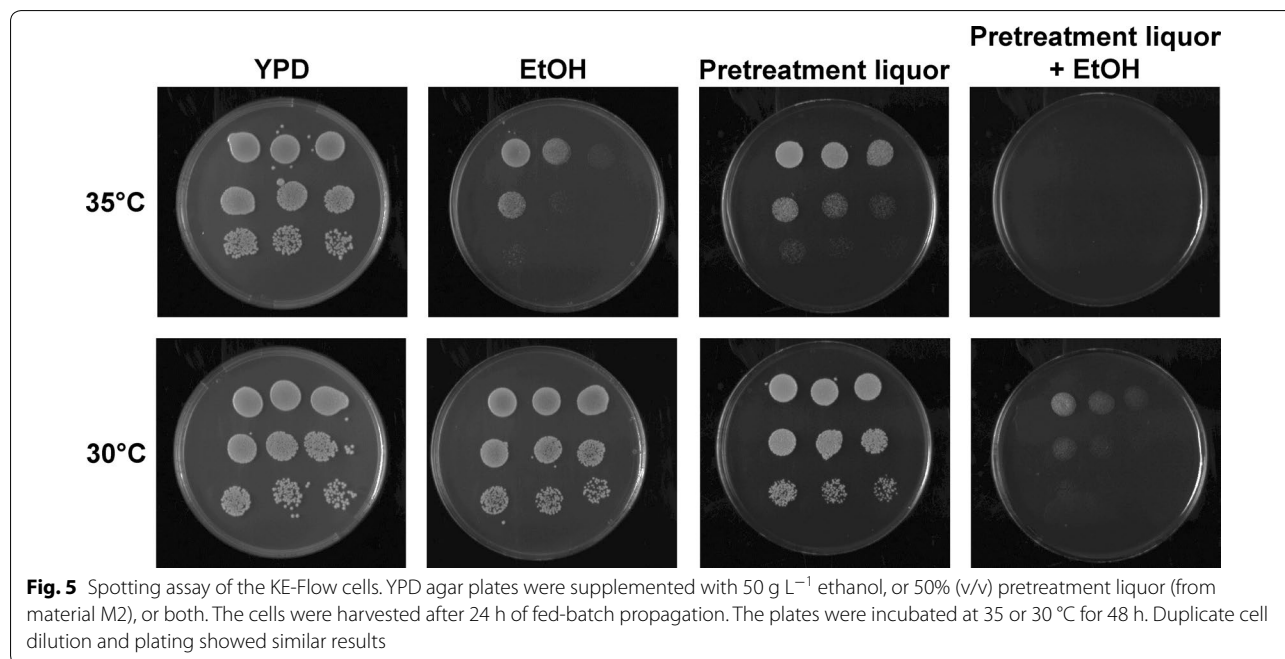 YPD EtOH Pretreatment liquor Pretreatment liquor
+ EtOH
35°C
30°C
Fig. 5 Spotting assay of the KE-Flow cells. YPD agar plates were supplemented with 50 g L⁻¹ ethanol, or 50% (v/v) pretreatment liquor (from
material M2), or both. The cells were harvested after 24 h of fed-batch propagation. The plates were incubated at 35 or 30 °C for 48 h. Duplicate cell
dilution and plating showed similar results